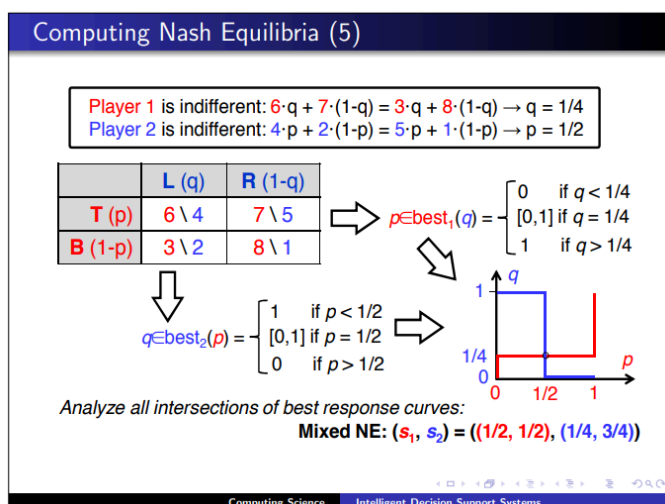 Computing Nash Equilibria (5)
Player 1 is indifferent: 6·q + 7·(1-q) = 3·q + 8·(1-q) → q = 1/4
Player 2 is indifferent: 4·p + 2·(1-p) = 5·p + 1·(1-p) → p = 1/2
L (q) R (1-q)
T (p) 6 \ 4 7 \ 5
B (1-p) 3 \ 2 8 \ 1
p∈best₁(q) =
0 if q < 1/4
[0,1] if q = 1/4
1 if q > 1/4
q∈best₂(p) =
1 if p < 1/2
[0,1] if p = 1/2
0 if p > 1/2
q
1
1/4
0
p
0 1/2 1
Analyze all intersections of best response curves:
Mixed NE: (s₁, s₂) = ((1/2, 1/2), (1/4, 3/4))
Computing Science Intelligent Decision Support Systems